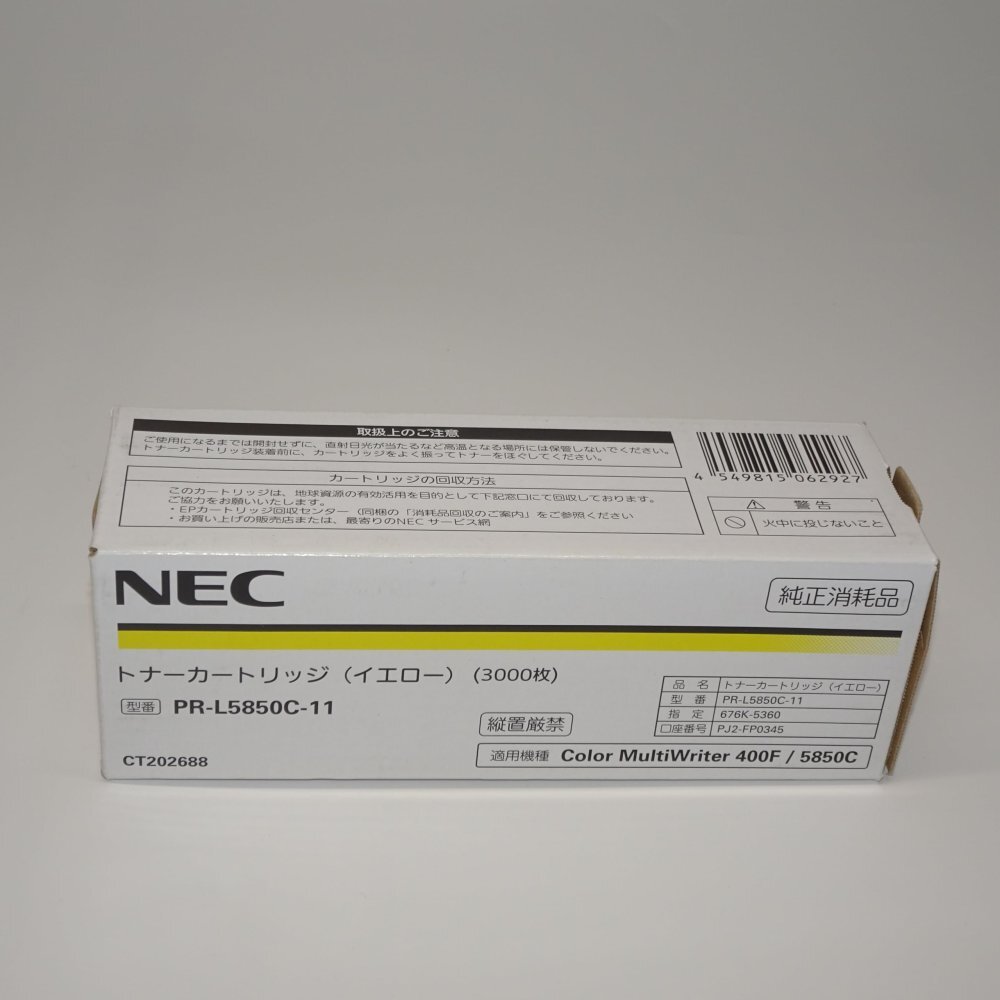 取扱上のご注意
ご使用になるまでは開封せずに、直射日光が当たるなど高温となる場所には保管しないでください。
トナーカートリッジ装着前に、カートリッジをよく振ってトナーをほぐしてください。
カートリッジの回収方法
このカートリッジは、地球資源の有効活用を目的として下記窓口にて回収しております。
ご協力をお願いいたします。
・EPカートリッジ回収センター（同梱の「消耗品回収のご案内」をご参照ください
・お買い上げの販売店または、最寄りのNEC サービス網
4 549815 062927
警告
火中に投じないこと
NEC
純正消耗品
トナーカートリッジ（イエロー）（3000枚）
型番 PR-L5850C-11
縦置厳禁
CT202688
品名 トナーカートリッジ（イエロー）
型番 PR-L5850C-11
指定 676K-5360
口座番号 PJ2-FP0345
適用機種 Color MultiWriter 400F / 5850C